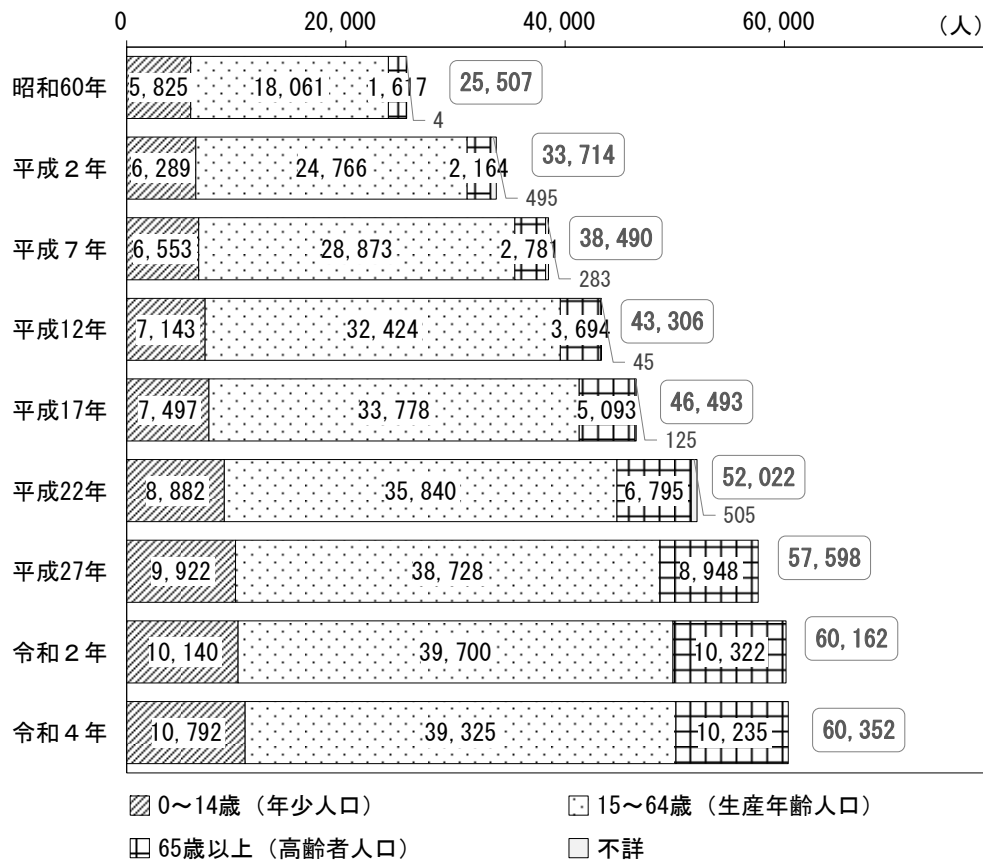 0 20,000 40,000 60,000 (人)
昭和60年 5,825 18,061 1,617 25,507
4
平成２年 6,289 24,766 2,164 33,714
495
平成７年 6,553 28,873 2,781 38,490
283
平成12年 7,143 32,424 3,694 43,306
45
平成17年 7,497 33,778 5,093 46,493
125
平成22年 8,882 35,840 6,795 52,022
505
平成27年 9,922 38,728 8,948 57,598
令和２年 10,140 39,700 10,322 60,162
令和４年 10,792 39,325 10,235 60,352
0～14歳（年少人口） 15～64歳（生産年齢人口）
65歳以上（高齢者人口） 不詳